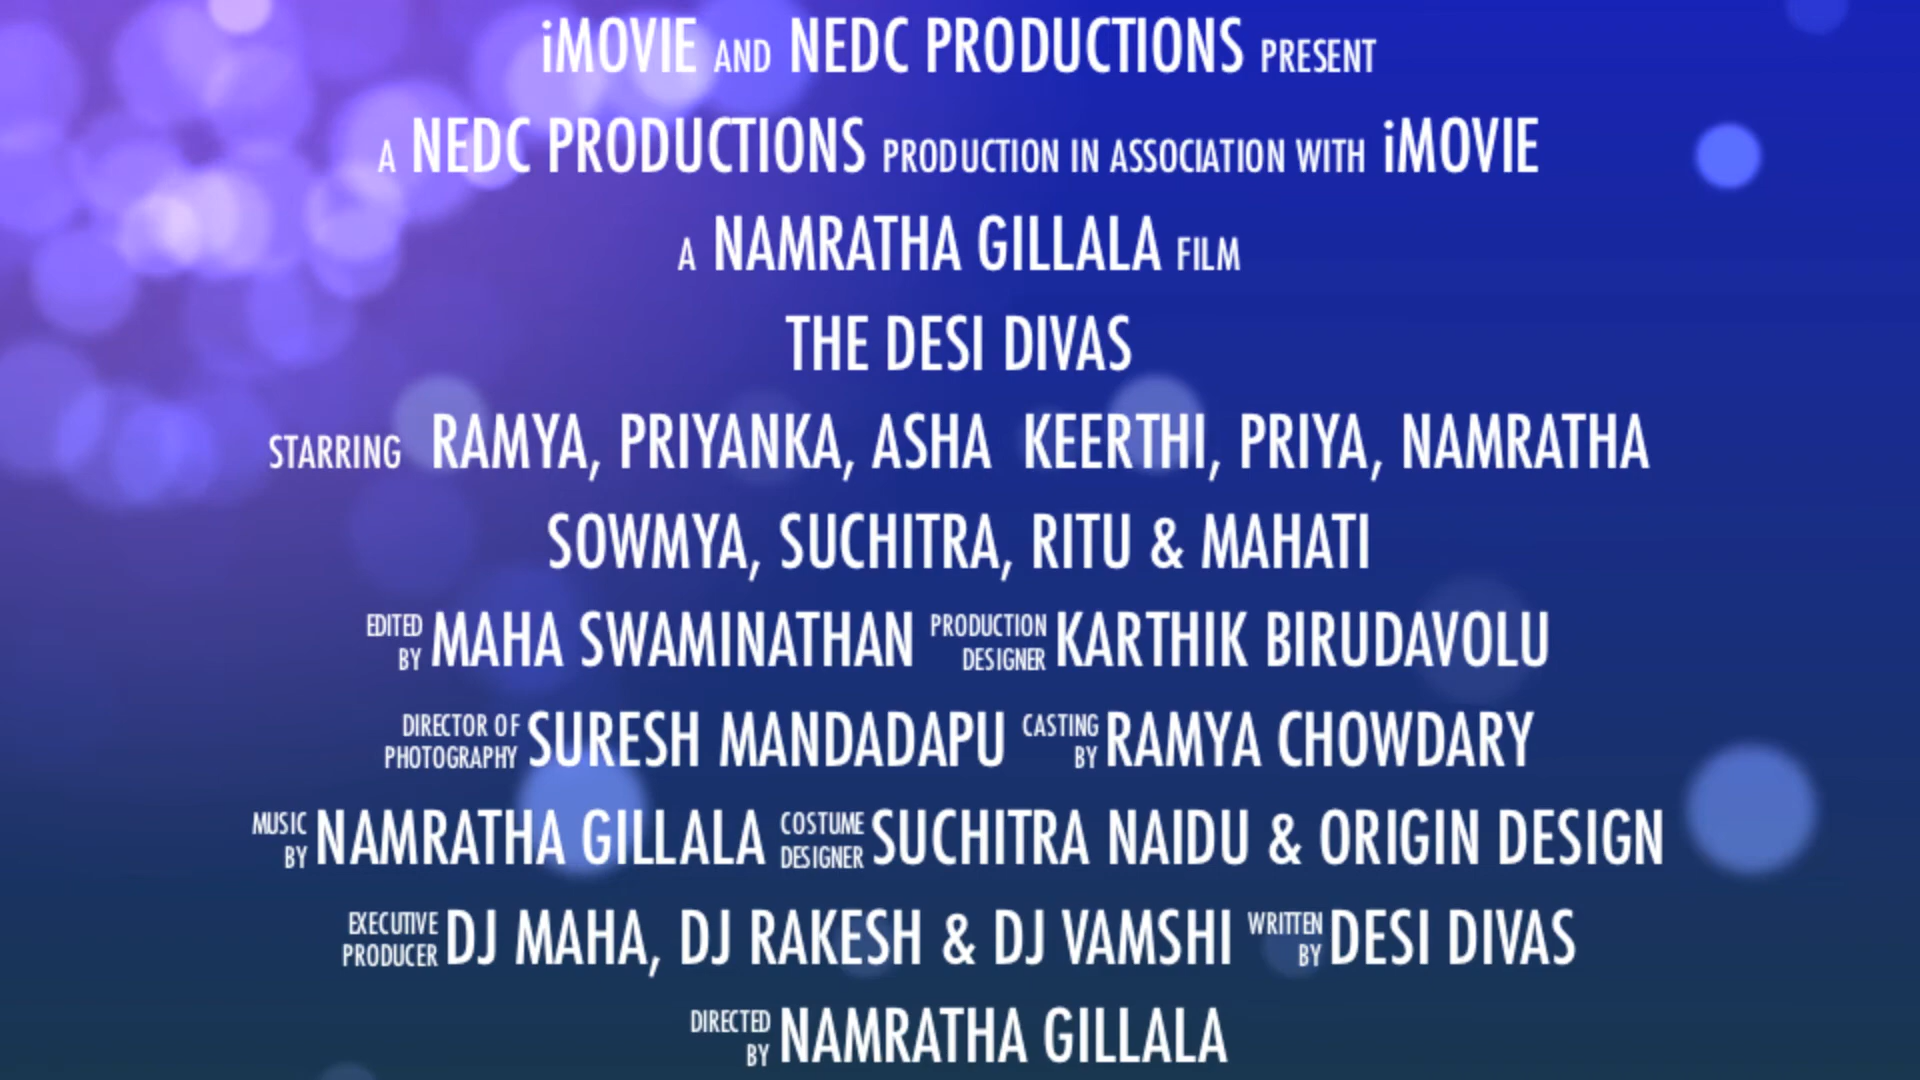 iMOVIE AND NEDC PRODUCTIONS PRESENT
A NEDC PRODUCTIONS PRODUCTION IN ASSOCIATION WITH iMOVIE
A NAMRATHA GILLALA FILM
THE DESI DIVAS
STARRING RAMYA, PRIYANKA, ASHA KEERTHI, PRIYA, NAMRATHA
SOWMYA, SUCHITRA, RITU & MAHATI
EDITED BY MAHA SWAMINATHAN PRODUCTION DESIGNER KARTHIK BIRUDAVOLU
DIRECTOR OF PHOTOGRAPHY SURESH MANDADAPU CASTING BY RAMYA CHOWDARY
MUSIC BY NAMRATHA GILLALA COSTUME DESIGNER SUCHITRA NAIDU & ORIGIN DESIGN
EXECUTIVE PRODUCER DJ MAHA, DJ RAKESH & DJ VAMSHI WRITTEN BY DESI DIVAS
DIRECTED BY NAMRATHA GILLALA